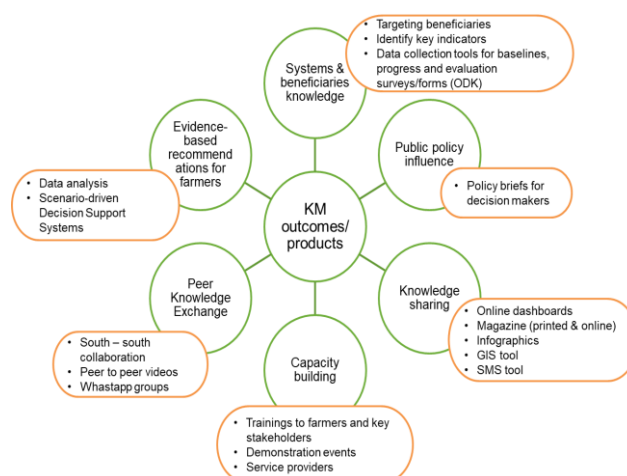 • Targeting beneficiaries
• Identify key indicators
• Data collection tools for baselines,
progress and evaluation
surveys/forms (ODK)
Systems &
beneficiaries
knowledge
Evidence-
based
recommend
ations for
farmers
Public policy
influence
• Data analysis
• Scenario-driven
Decision Support
Systems
• Policy briefs for
decision makers
KM
outcomes/
products
Peer
Knowledge
Exchange
Knowledge
sharing
• South – south
collaboration
• Peer to peer videos
• Whastapp groups
• Online dashboards
• Magazine (printed & online)
• Infographics
• GIS tool
• SMS tool
Capacity
building
• Trainings to farmers and key
stakeholders
• Demonstration events
• Service providers